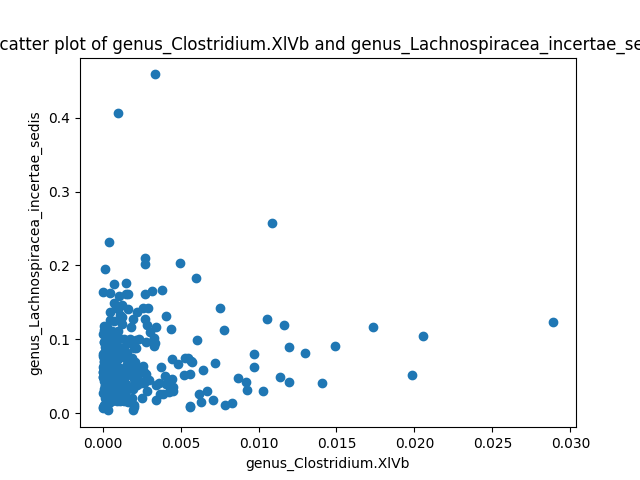 catter plot of genus_Clostridium.XlVb and genus_Lachnospiracea_incertae_se
genus_Lachnospiracea_incertae_sedis
0.4
0.3
0.2
0.1
0.0
0.000 0.005 0.010 0.015 0.020 0.025 0.030
genus_Clostridium.XlVb